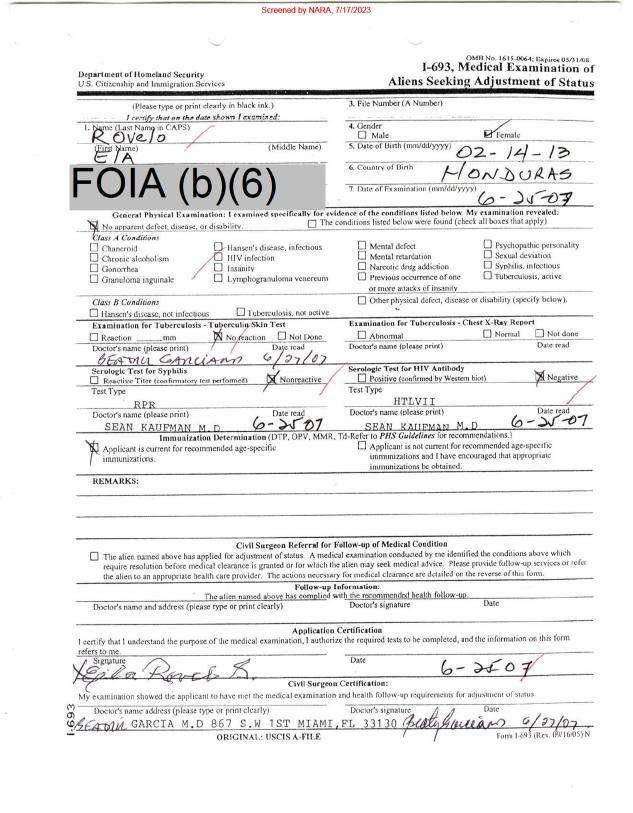 Screened by NARA, 7/17/2023
OMB No. 1615-0064; Expires 05/31/08
Department of Homeland Security
U.S. Citizenship and Immigration Services
I-693, Medical Examination of
Aliens Seeking Adjustment of Status
(Please type or print clearly in black ink.)
I certify that on the date shown I examined:
3. File Number (A Number)
1. Name (Last Name in CAPS)
Rovelo
(First Name) (Middle Name)
4. Gender
Male Female
5. Date of Birth (mm/dd/yyyy) 02-14-13
FOIA (b)(6)
6. Country of Birth HONDURAS
7. Date of Examination (mm/dd/yyyy) 6-25-07
General Physical Examination: I examined specifically for evidence of the conditions listed below. My examination revealed:
No apparent defect, disease, or disability. The conditions listed below were found (check all boxes that apply)
Class A Conditions
Chancroid Hansen's disease, infectious Mental defect Psychopathic personality
Chronic alcoholism HIV infection Mental retardation Sexual deviation
Gonorrhea Insanity Narcotic drug addiction Syphilis, infectious
Granuloma inguinale Lymphogranuloma venereum Previous occurrence of one or more attacks of insanity Tuberculosis, active
Class B Conditions
Hansen's disease, not infectious Tuberculosis, not active
Other physical defect, disease or disability (specify below).
Examination for Tuberculosis - Tuberculin Skin Test
Reaction ____mm No reaction Not Done
Doctor's name (please print) Date read
6/27/07
Examination for Tuberculosis - Chest X-Ray Report
Abnormal Normal Not done
Doctor's name (please print) Date read
Serologic Test for Syphilis
Reactive Titer (confirmatory test performed) Nonreactive
Test Type
RPR
Doctor's name (please print) Date read
SEAN KAUFMAN M.D 6-25-07
Serologic Test for HIV Antibody
Positive (confirmed by Western blot) Negative
Test Type
HTLVII
Doctor's name (please print) Date read
SEAN KAUFMAN M.D 6-25-07
Immunization Determination (DTP, OPV, MMR, Td-Refer to PHS Guidelines for recommendations.)
Applicant is current for recommended age-specific
immunizations.
Applicant is not current for recommended age-specific
immunizations and I have encouraged that appropriate
immunizations be obtained.
REMARKS:
Civil Surgeon Referral for Follow-up of Medical Condition
The alien named above has applied for adjustment of status. A medical examination conducted by me identified the conditions above which
require resolution before medical clearance is granted or for which the alien may seek medical advice. Please provide follow-up services or refer
the alien to an appropriate health care provider. The actions necessary for medical clearance are detailed on the reverse of this form.
Follow-up Information:
The alien named above has complied with the recommended health follow-up.
Doctor's name and address (please type or print clearly) Doctor's signature Date
Application Certification
I certify that I understand the purpose of the medical examination, I authorize the required tests to be completed, and the information on this form
refers to me.
Signature Date
6-25 07
Civil Surgeon Certification:
My examination showed the applicant to have met the medical examination and health follow-up requirements for adjustment of status.
Doctor's name address (please type or print clearly) Doctor's signature Date
GARCIA M.D 867 S.W 1ST MIAMI, FL 33130 6/27/07
I-693
ORIGINAL: USCIS A-FILE
Form I-693 (Rev. 09/16/05) N